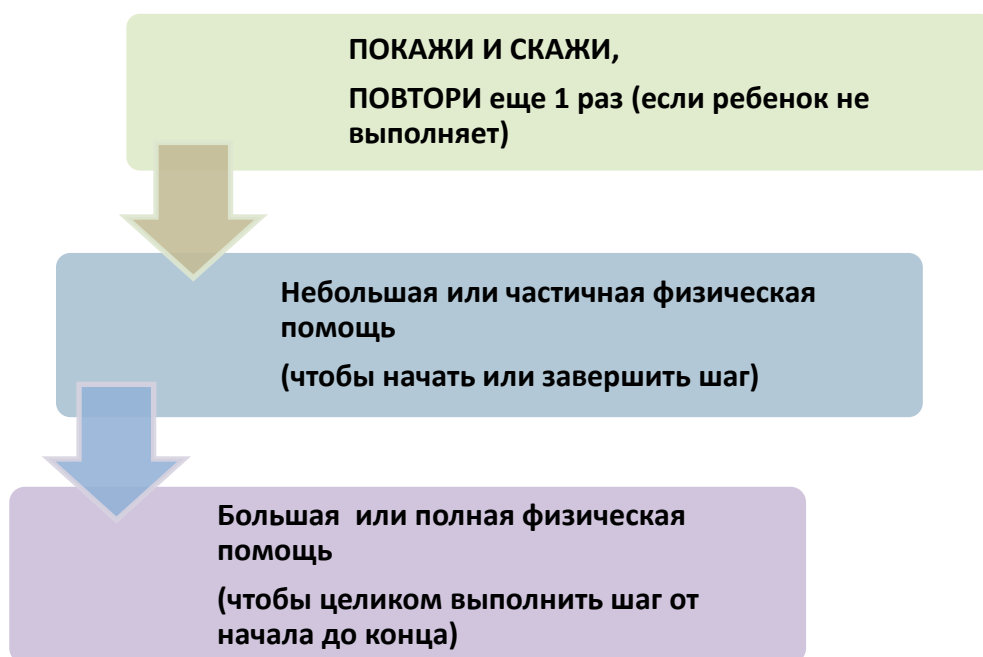 ПОКАЖИ И СКАЖИ,
ПОВТОРИ еще 1 раз (если ребенок не
выполняет)
Небольшая или частичная физическая
помощь
(чтобы начать или завершить шаг)
Большая или полная физическая
помощь
(чтобы целиком выполнить шаг от
начала до конца)